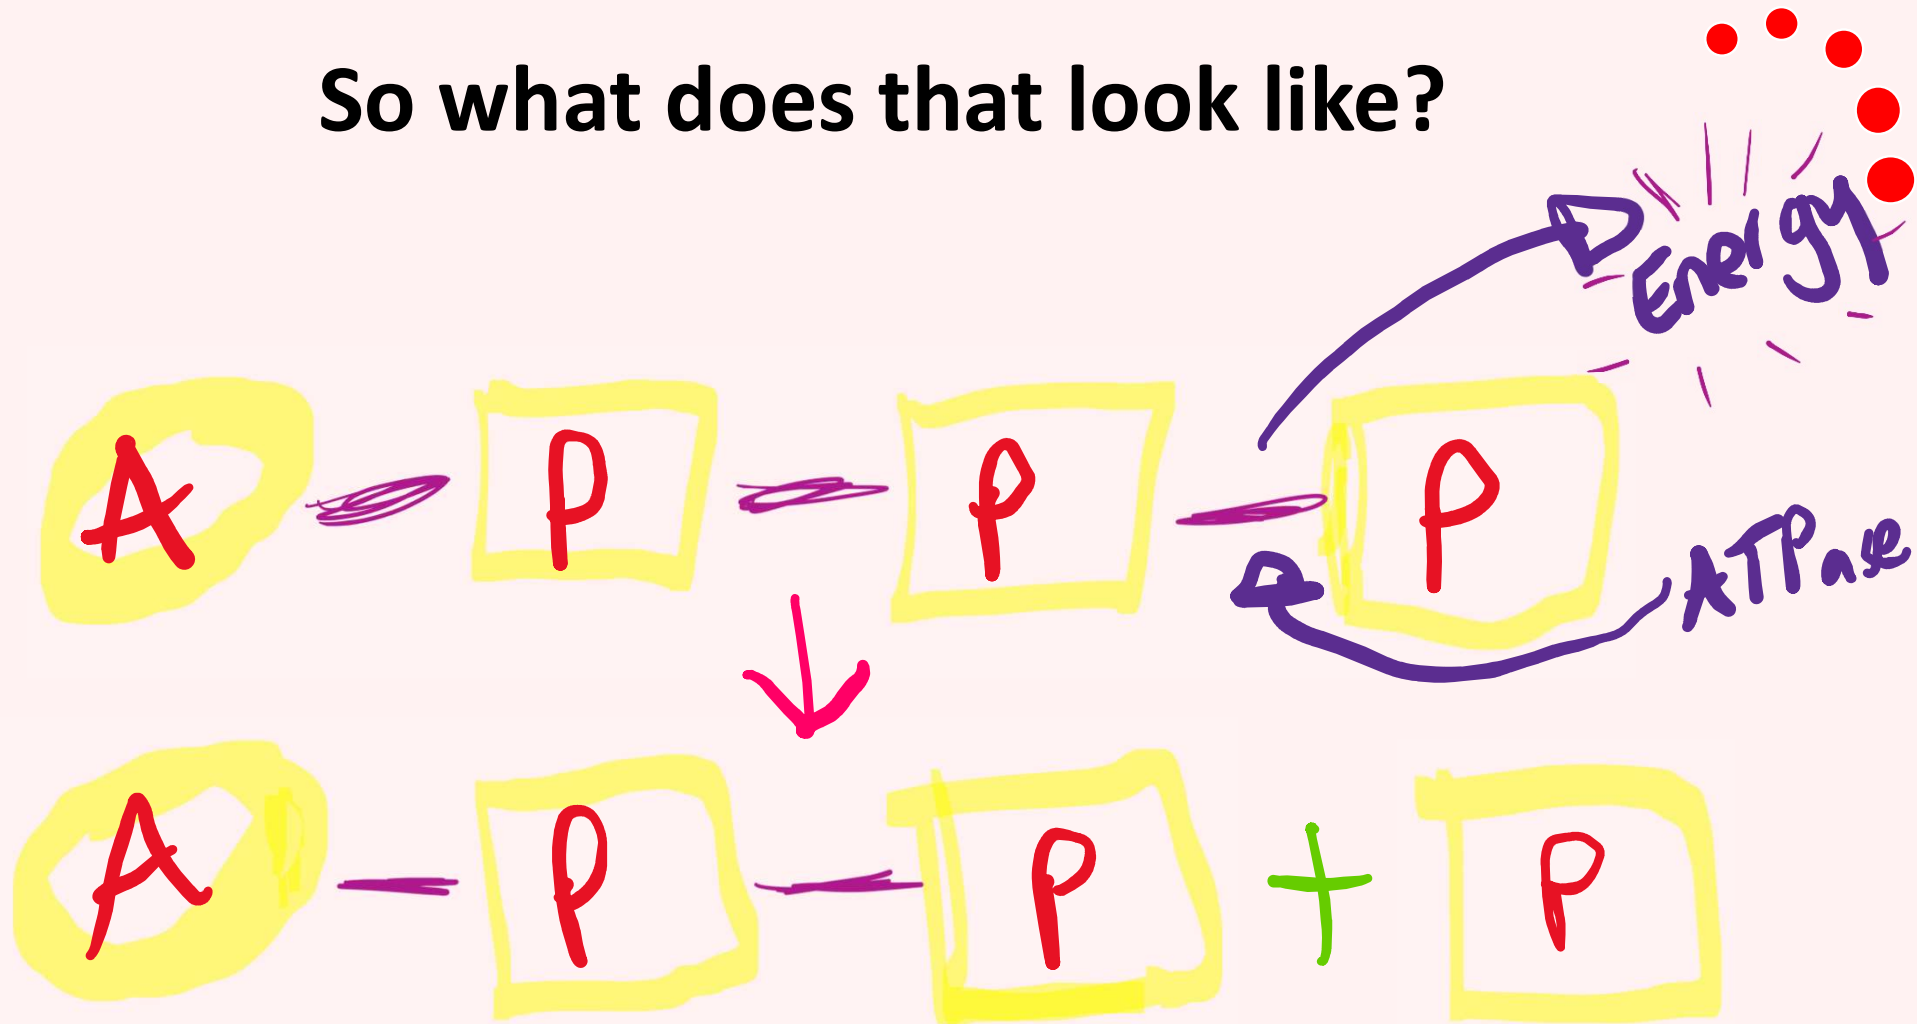 So what does that look like?
Energy
A - P - P - P
ATPase
A - P - P + P